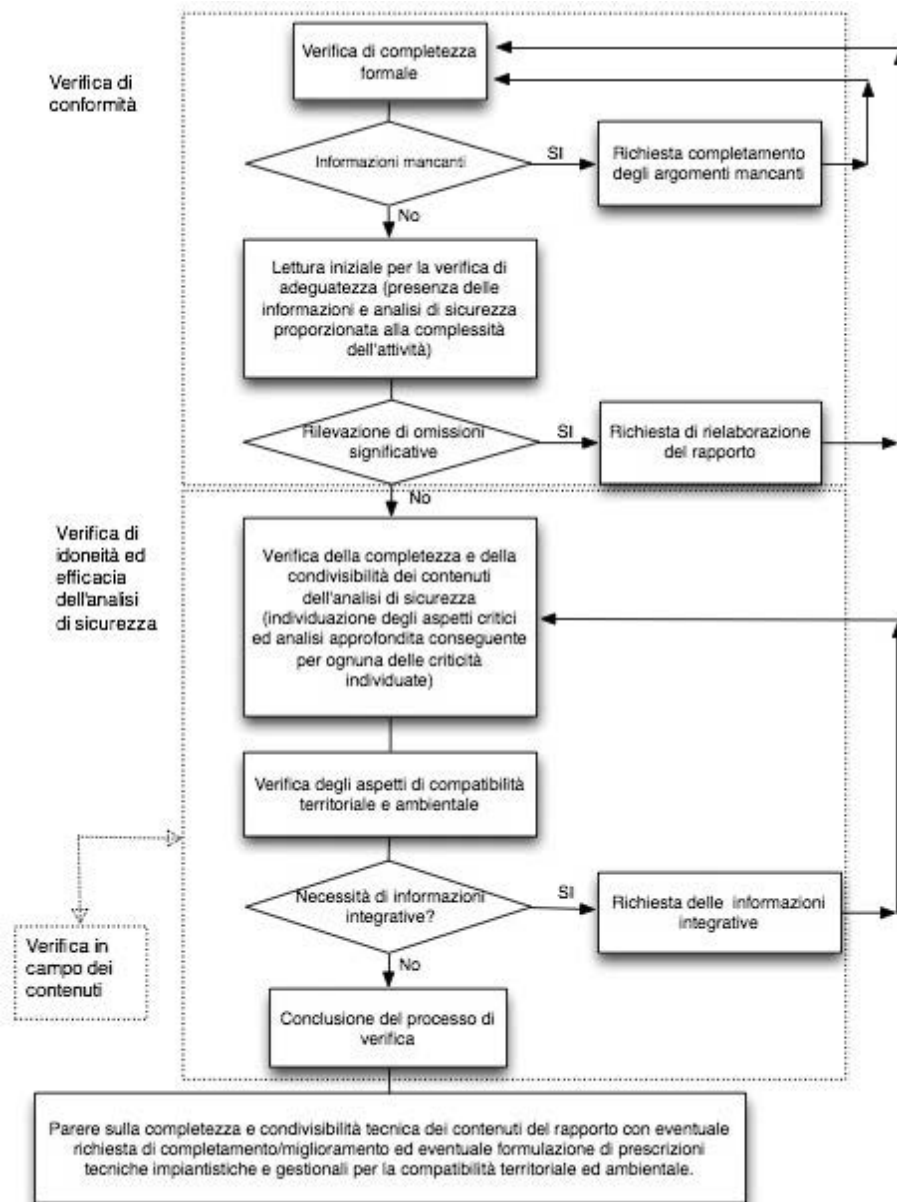 Verifica di completezza
formale
Verifica di
conformità
Informazioni mancanti
SI
Richiesta completamento
degli argomenti mancanti
No
Lettura iniziale per la verifica di
adeguatezza (presenza delle
informazioni e analisi di sicurezza
proporzionata alla complessità
dell'attività)
Rilevazione di omissioni
significative
SI
Richiesta di rielaborazione
del rapporto
No
Verifica di
idoneità ed
efficacia
dell'analisi
di sicurezza
Verifica della completezza e della
condivisibilità dei contenuti
dell'analisi di sicurezza
(individuazione degli aspetti critici
ed analisi approfondita conseguente
per ognuna delle criticità
individuate)
Verifica degli aspetti di compatibilità
territoriale e ambientale
Necessità di informazioni
integrative?
SI
Richiesta delle informazioni
integrative
Verifica in
campo dei
contenuti
No
Conclusione del processo di
verifica
Parere sulla completezza e condivisibilità tecnica dei contenuti del rapporto con eventuale
richiesta di completamento/miglioramento ed eventuale formulazione di prescrizioni
tecniche impiantistiche e gestionali per la compatibilità territoriale ed ambientale.